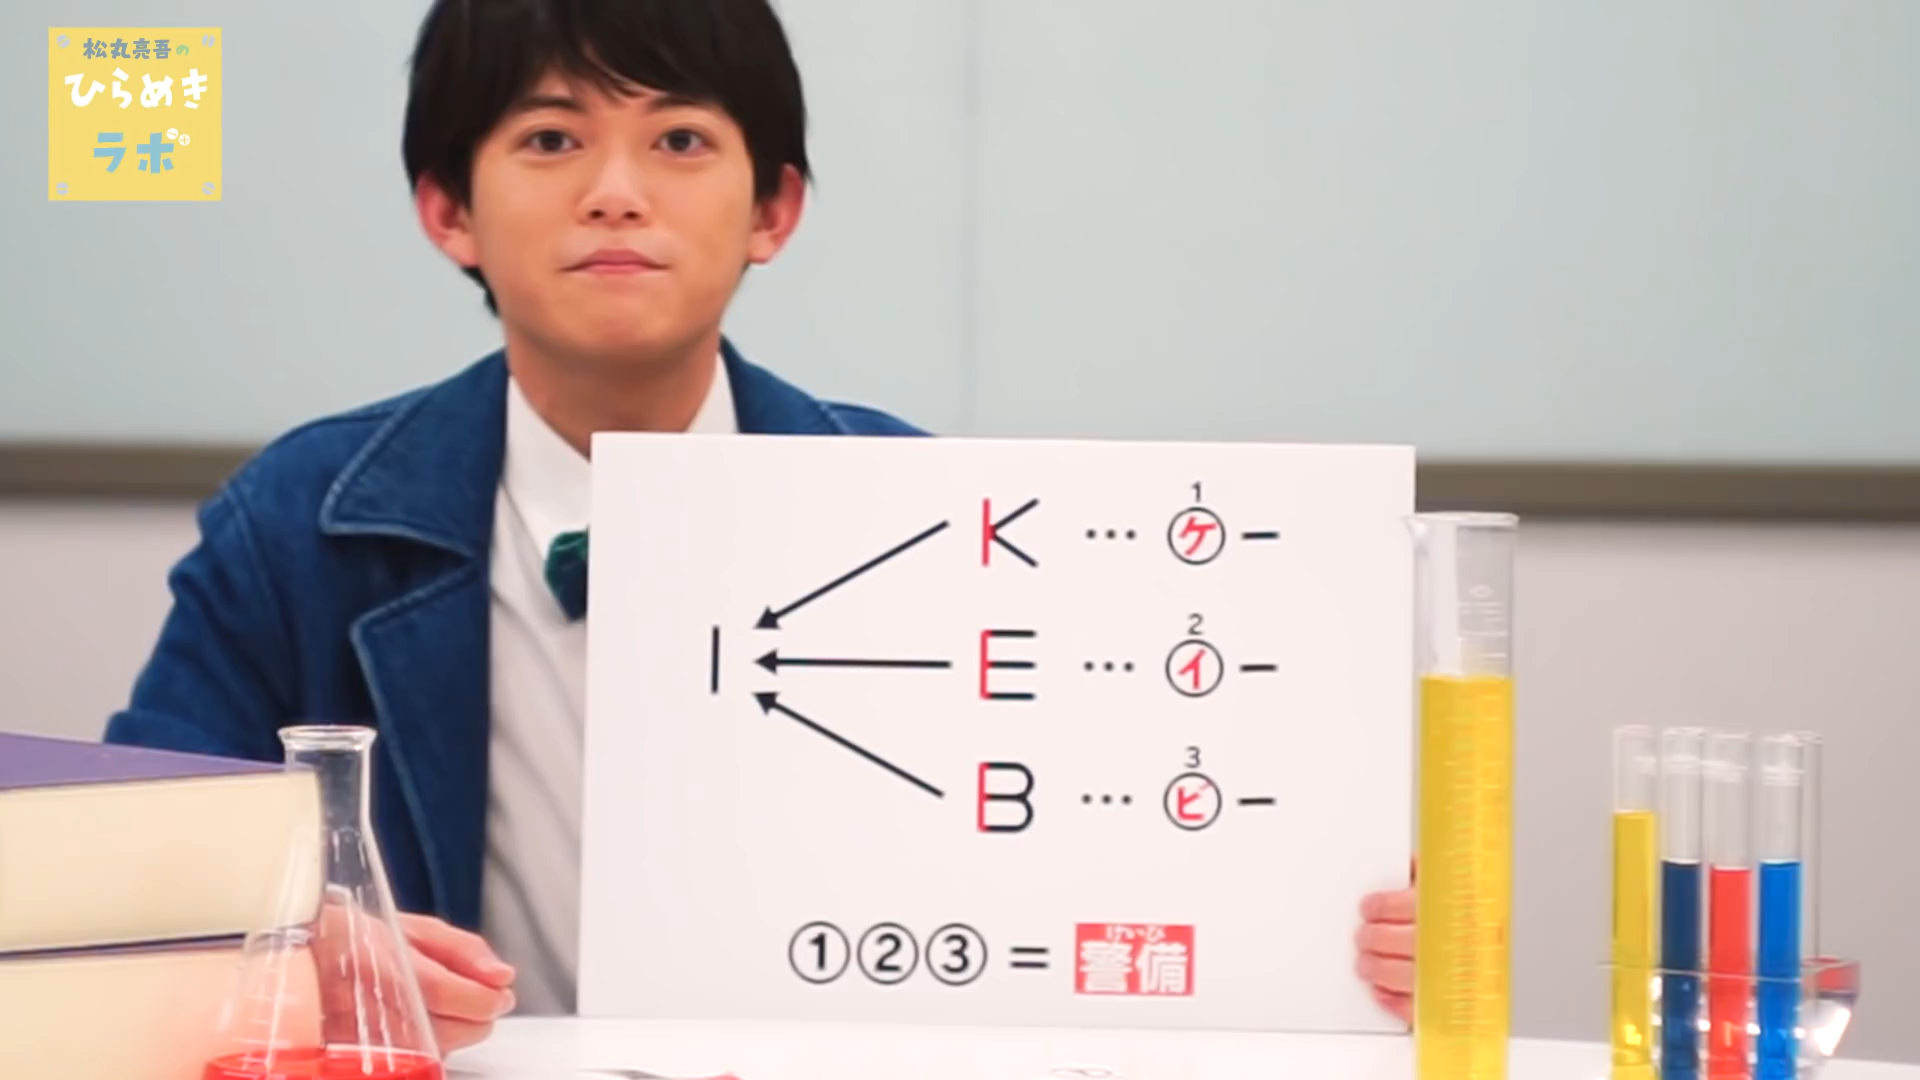 松丸亮吾の
ひらめき
ラボ
1
K … ケ ー
2
I E … イ ー
3
B … ビ ー
けいび
①②③ = 警備